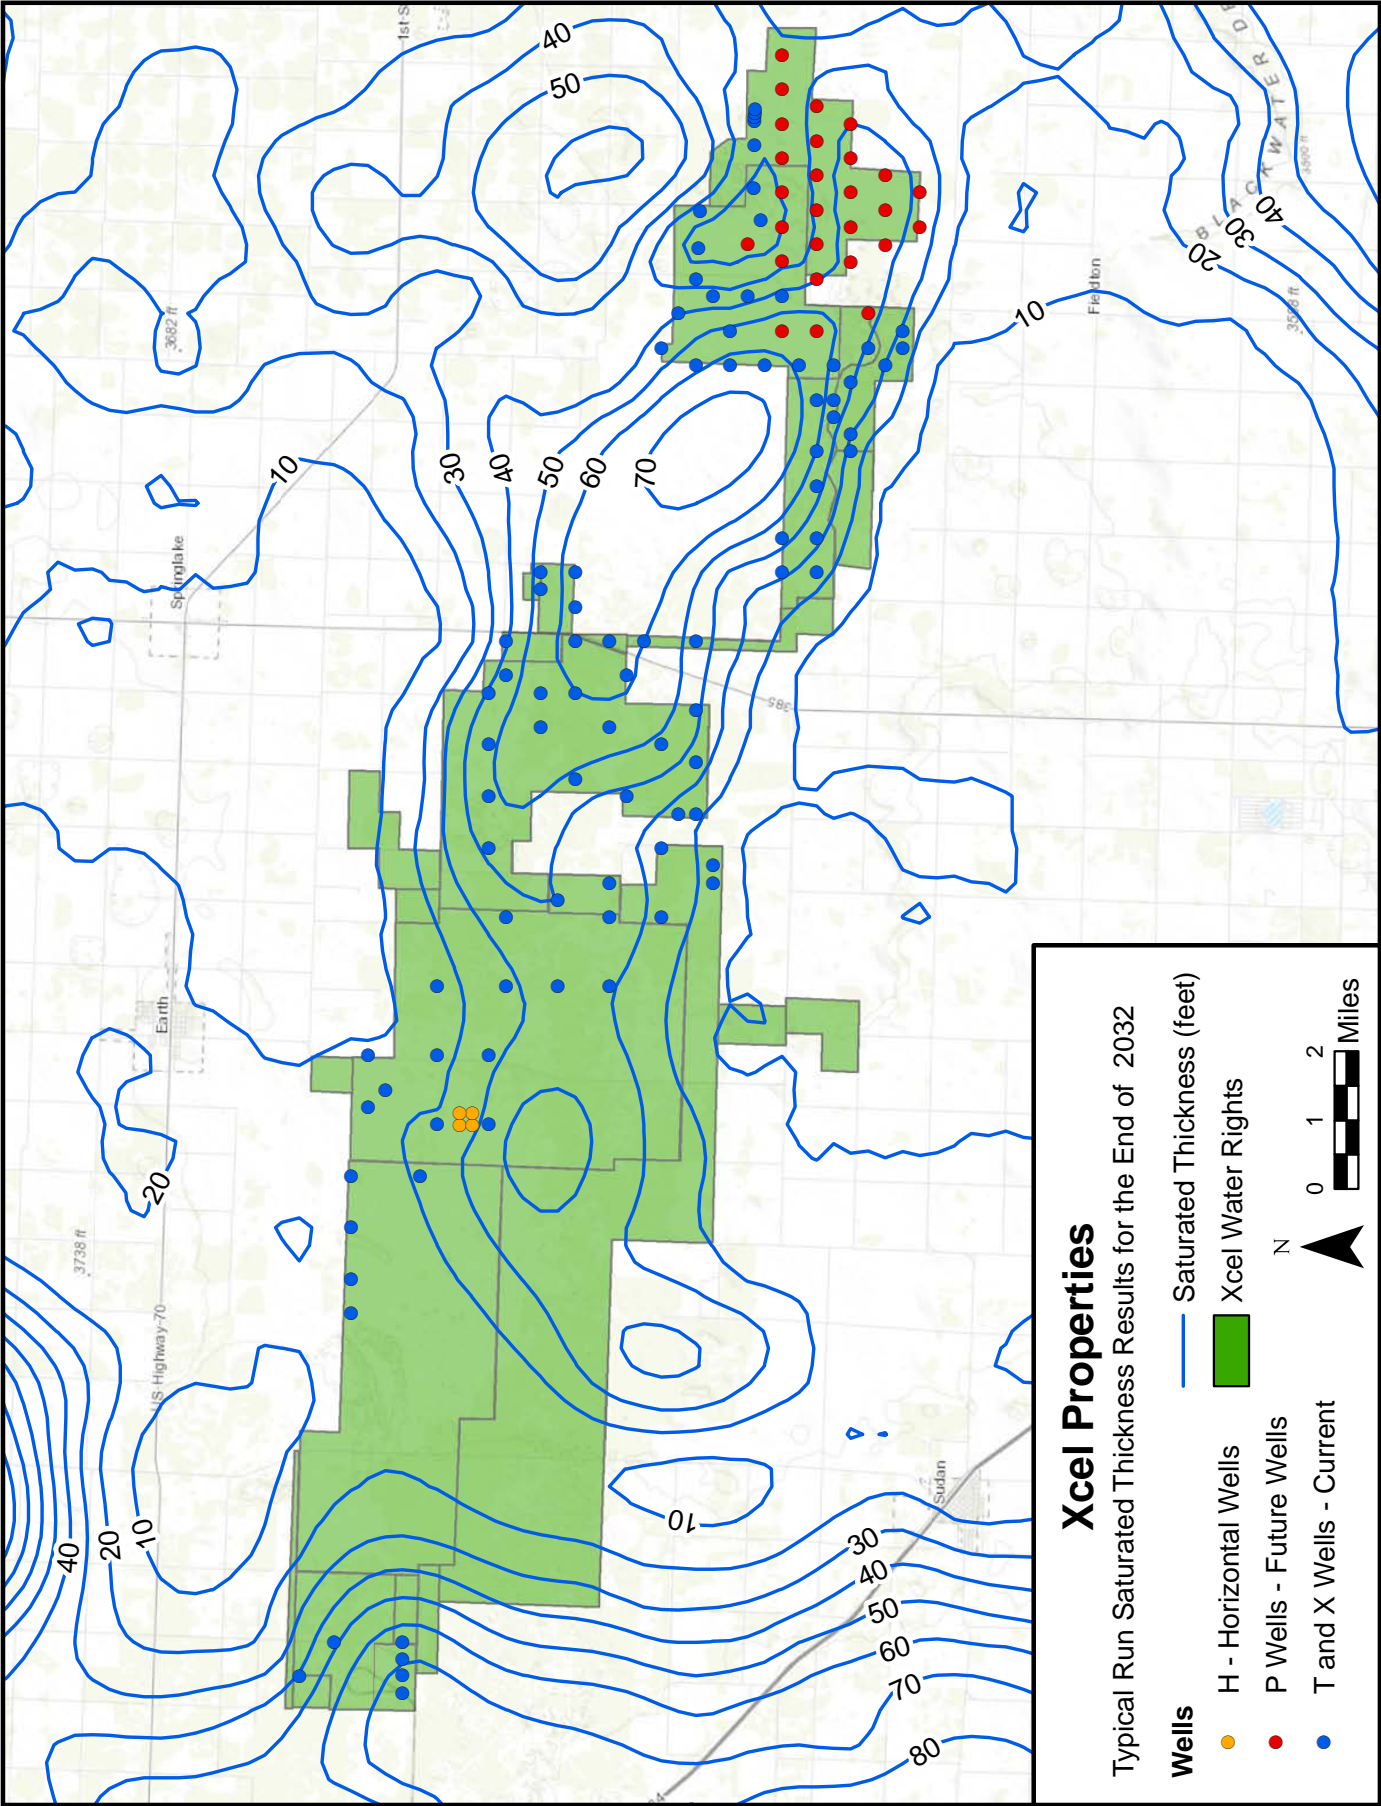 Xcel Properties
Typical Run Saturated Thickness Results for the End of 2032
Wells
H - Horizontal Wells
P Wells - Future Wells
T and X Wells - Current
Saturated Thickness (feet)
Xcel Water Rights
N
0 1 2
Miles
US-Highway-70
Earth
Springlake
Sudan
Fieldton
BLACKWATER
385
3738 ft
3682 ft
1st-S
40
20
10
20
10
30
40
50
60
70
80
10
10
30
40
50
60
70
40
50
10
20
30
40